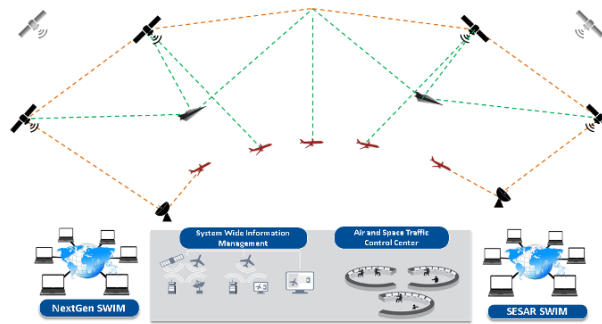 System Wide Information
Management
Air and Space Traffic
Control Center
NextGen SWIM
SESAR SWIM